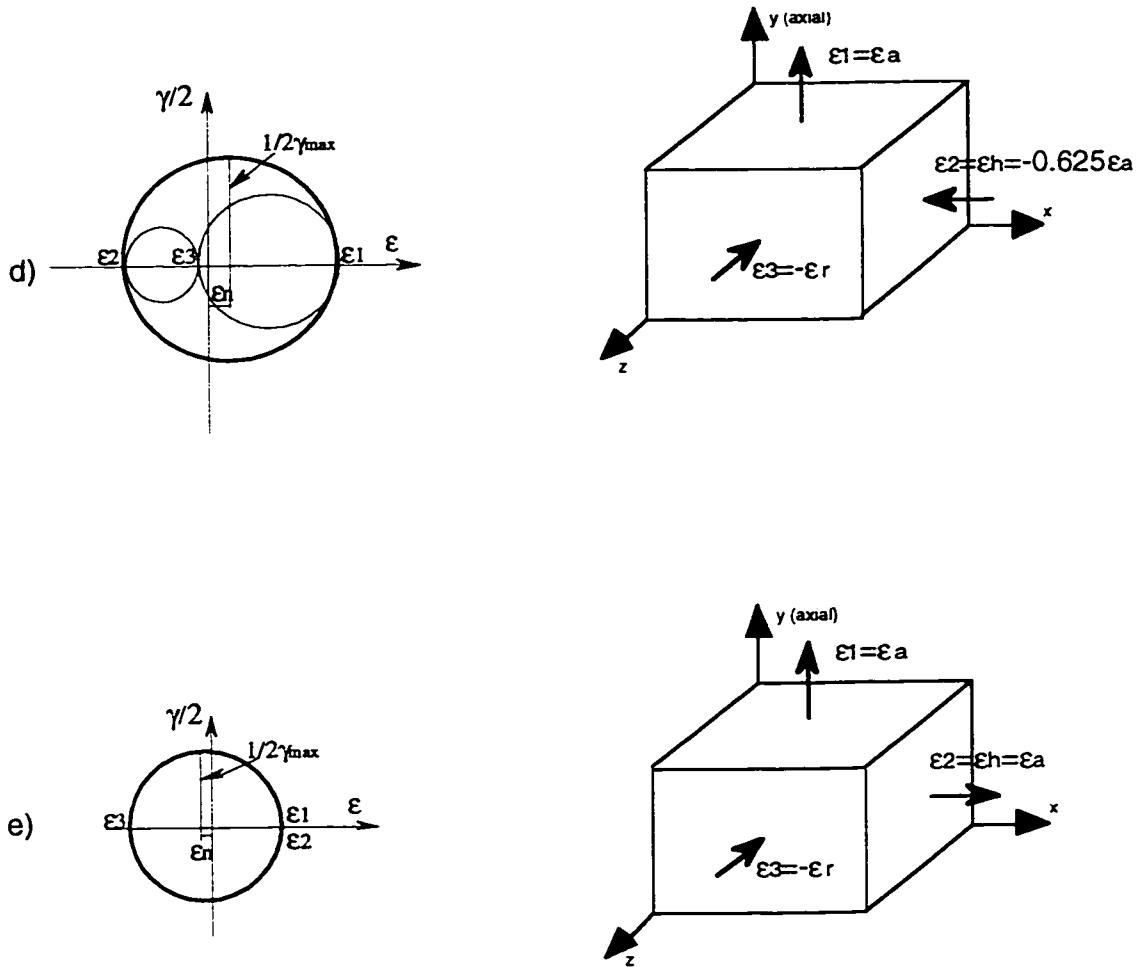 d)
γ/2
1/2γmax
ε2
ε3
ε1
ε
εn
y (axial)
ε1=εa
ε2=εh=-0.625εa
x
ε3=-εr
z
e)
γ/2
1/2γmax
ε3
ε1
ε2
ε
εn
y (axial)
ε1=εa
ε2=εh=εa
x
ε3=-εr
z